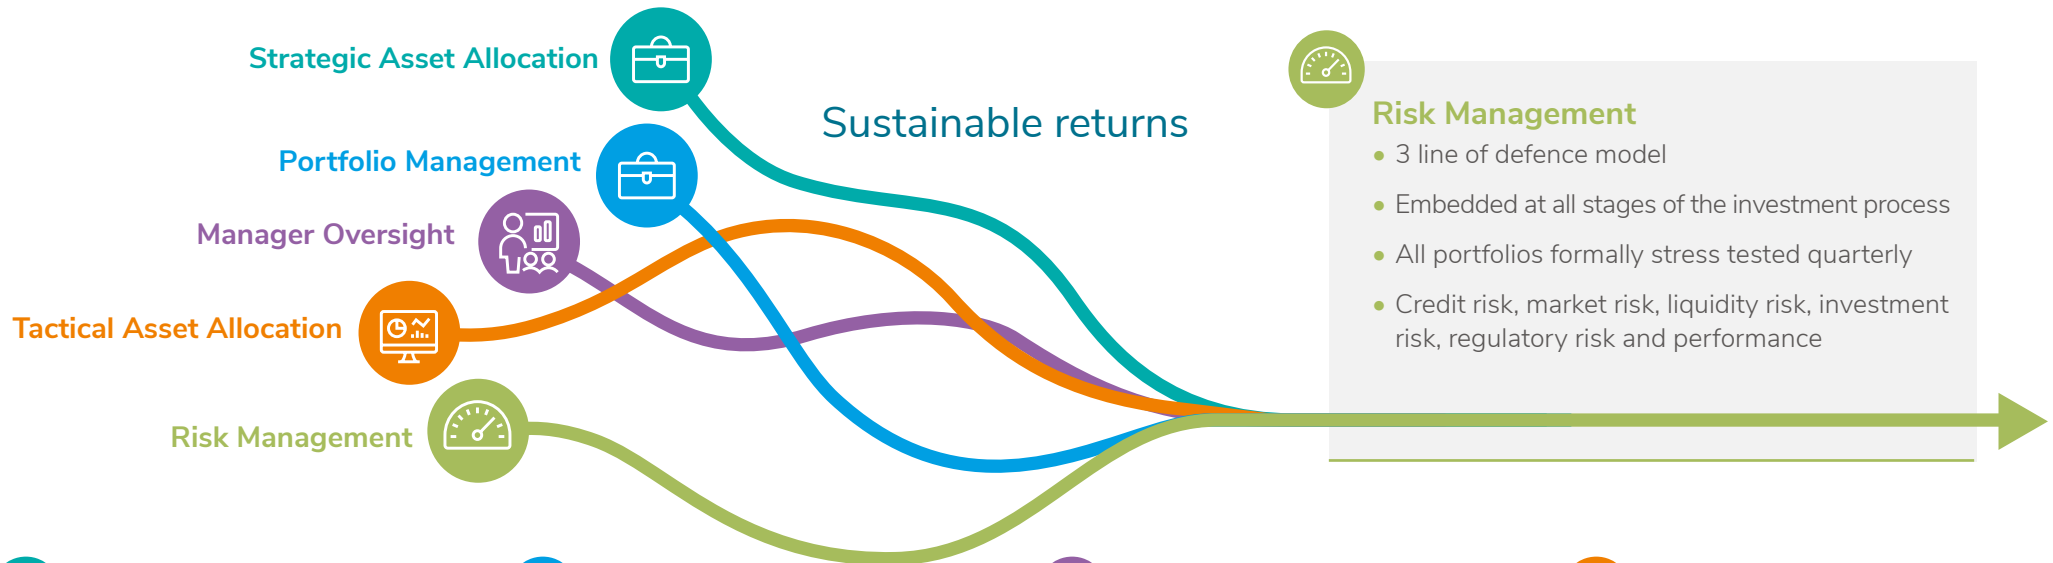 Strategic Asset Allocation
Portfolio Management
Manager Oversight
Tactical Asset Allocation
Risk Management
Sustainable returns
Risk Management
• 3 line of defence model
• Embedded at all stages of the investment process
• All portfolios formally stress tested quarterly
• Credit risk, market risk, liquidity risk, investment
risk, regulatory risk and performance